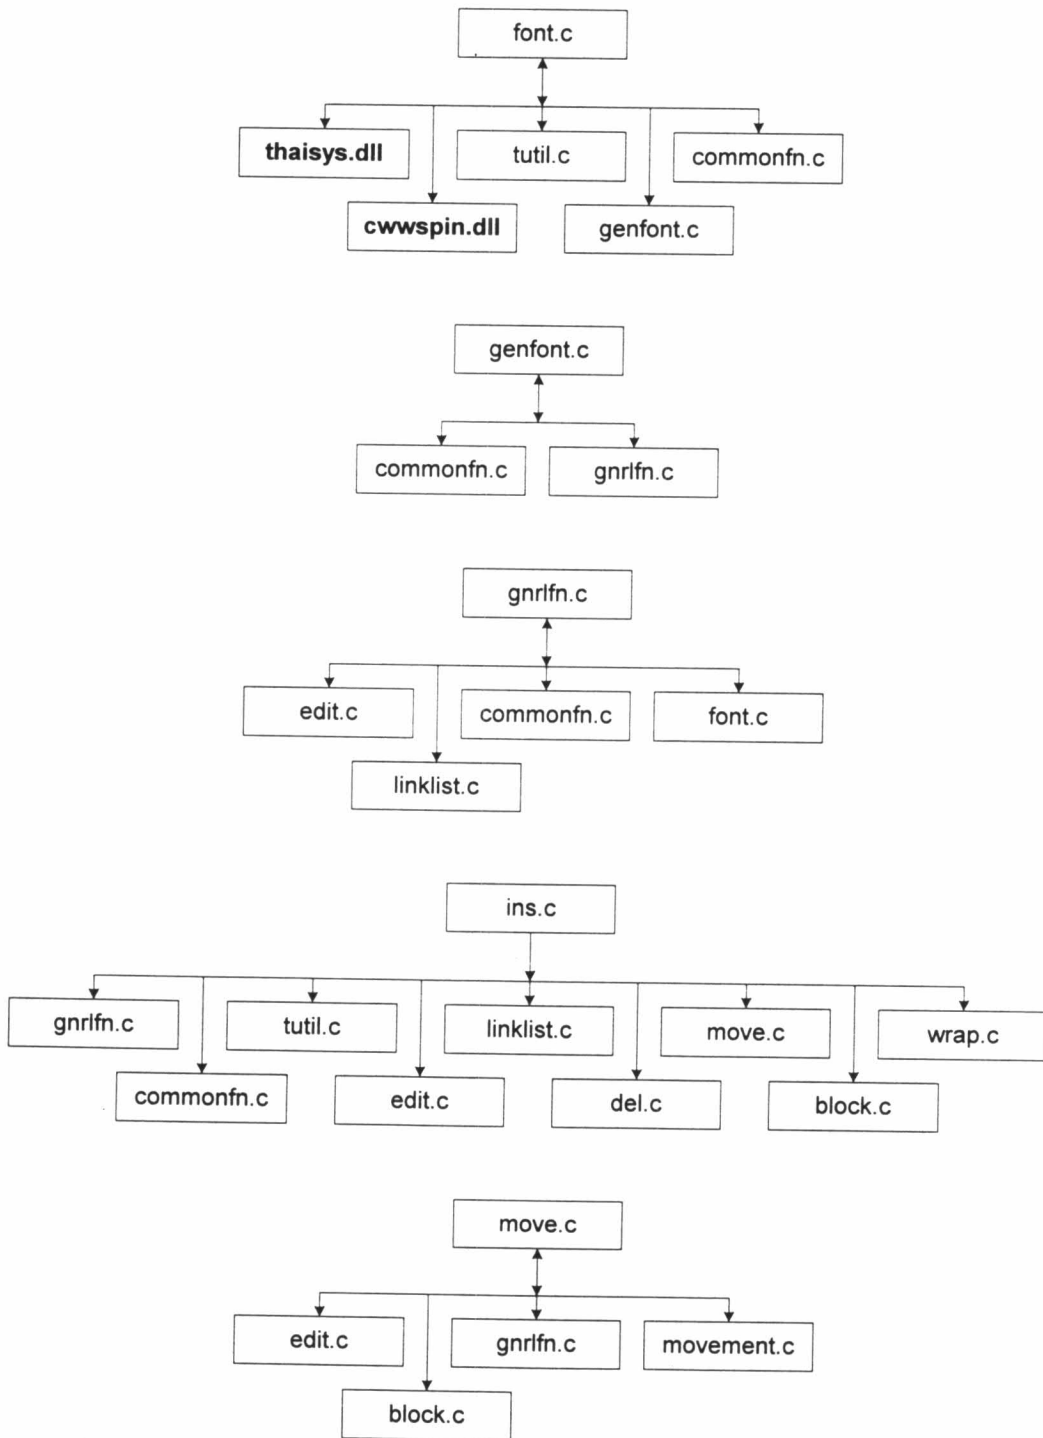 font.c
thaisys.dll
tutil.c
commonfn.c
cwwspin.dll
genfont.c
genfont.c
commonfn.c
gnrlfn.c
gnrlfn.c
edit.c
commonfn.c
font.c
linklist.c
ins.c
gnrlfn.c
tutil.c
linklist.c
move.c
wrap.c
commonfn.c
edit.c
del.c
block.c
move.c
edit.c
gnrlfn.c
movement.c
block.c